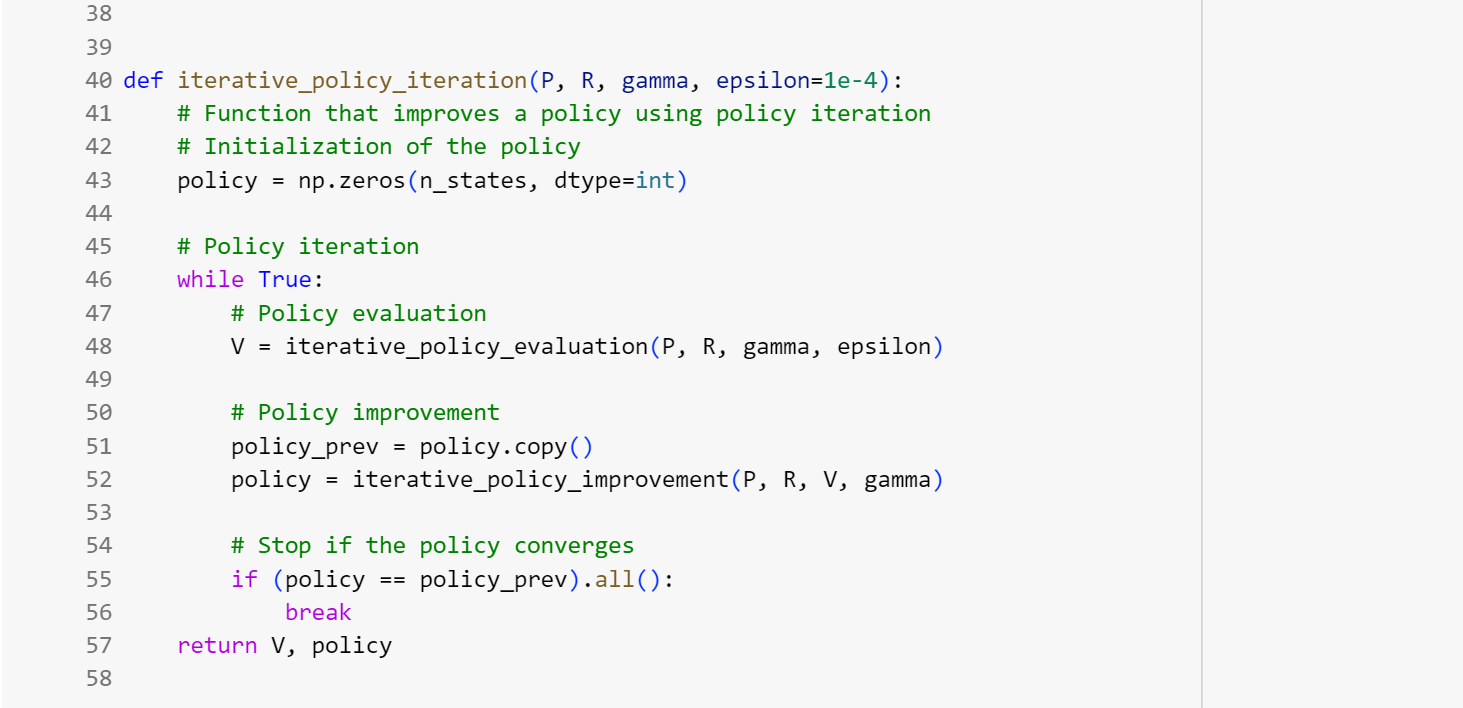 38
39
40 def iterative_policy_iteration(P, R, gamma, epsilon=1e-4):
41     # Function that improves a policy using policy iteration
42     # Initialization of the policy
43     policy = np.zeros(n_states, dtype=int)
44
45     # Policy iteration
46     while True:
47         # Policy evaluation
48         V = iterative_policy_evaluation(P, R, gamma, epsilon)
49
50         # Policy improvement
51         policy_prev = policy.copy()
52         policy = iterative_policy_improvement(P, R, V, gamma)
53
54         # Stop if the policy converges
55         if (policy == policy_prev).all():
56             break
57     return V, policy
58